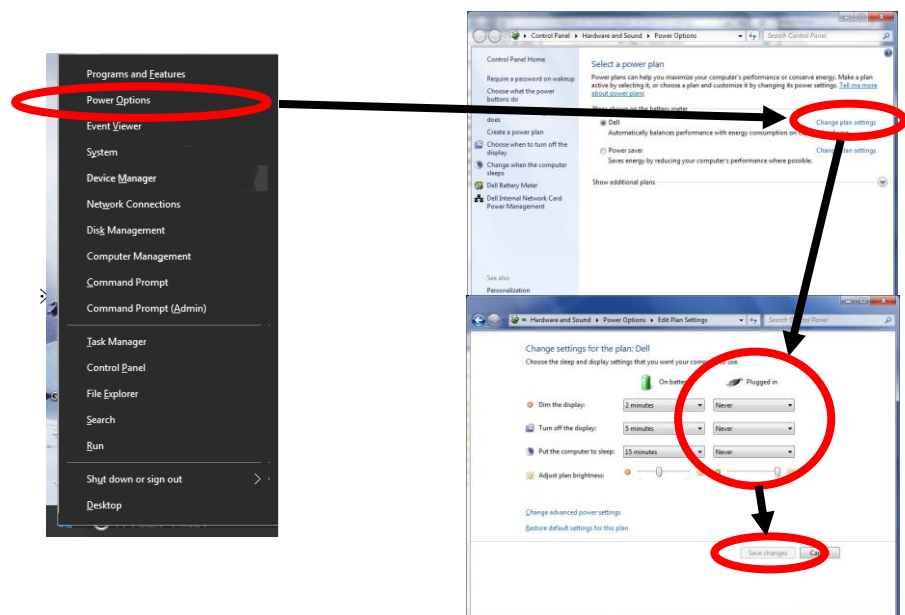 Programs and Features
Power Options
Event Viewer
System
Device Manager
Network Connections
Disk Management
Computer Management
Command Prompt
Command Prompt (Admin)
Task Manager
Control Panel
File Explorer
Search
Run
Shut down or sign out
Desktop
Control Panel Hardware and Sound Power Options
Search Control Panel
Control Panel Home
Require a password on wakeup
Choose what the power
buttons do
does
Create a power plan
Choose when to turn off the
display
Change when the computer
sleeps
Dell Battery Meter
Dell Internal Network Card
Power Management
See also
Personalization
Select a power plan
Power plans can help you maximize your computer's performance or conserve energy. Make a plan
active by selecting it, or choose a plan and customize it by changing its power settings. Tell me more
about power plans
Plans shown on the battery meter
Dell
Change plan settings
Automatically balances performance with energy consumption on
Power saver
Change plan settings
Saves energy by reducing your computer's performance where possible.
Show additional plans
« Hardware and Sound Power Options Edit Plan Settings
Search Control Panel
Change settings for the plan: Dell
Choose the sleep and display settings that you want your computer to use.
On battery
Plugged in
Dim the display:
2 minutes
Never
Turn off the display:
5 minutes
Never
Put the computer to sleep:
15 minutes
Never
Adjust plan brightness:
Change advanced power settings
Restore default settings for this plan
Save changes